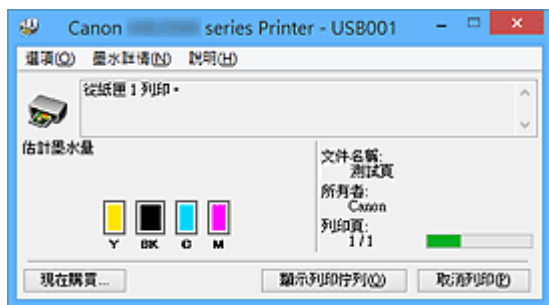 Canon series Printer - USB001
選項(O) 墨水詳情(N) 說明(H)
從紙匣 1 列印。
估計墨水量
Y BK C M
文件名稱:
測試頁
所有者:
Canon
列印頁:
1 / 1
現在購買... 顯示列印佇列(Q) 取消列印(P)